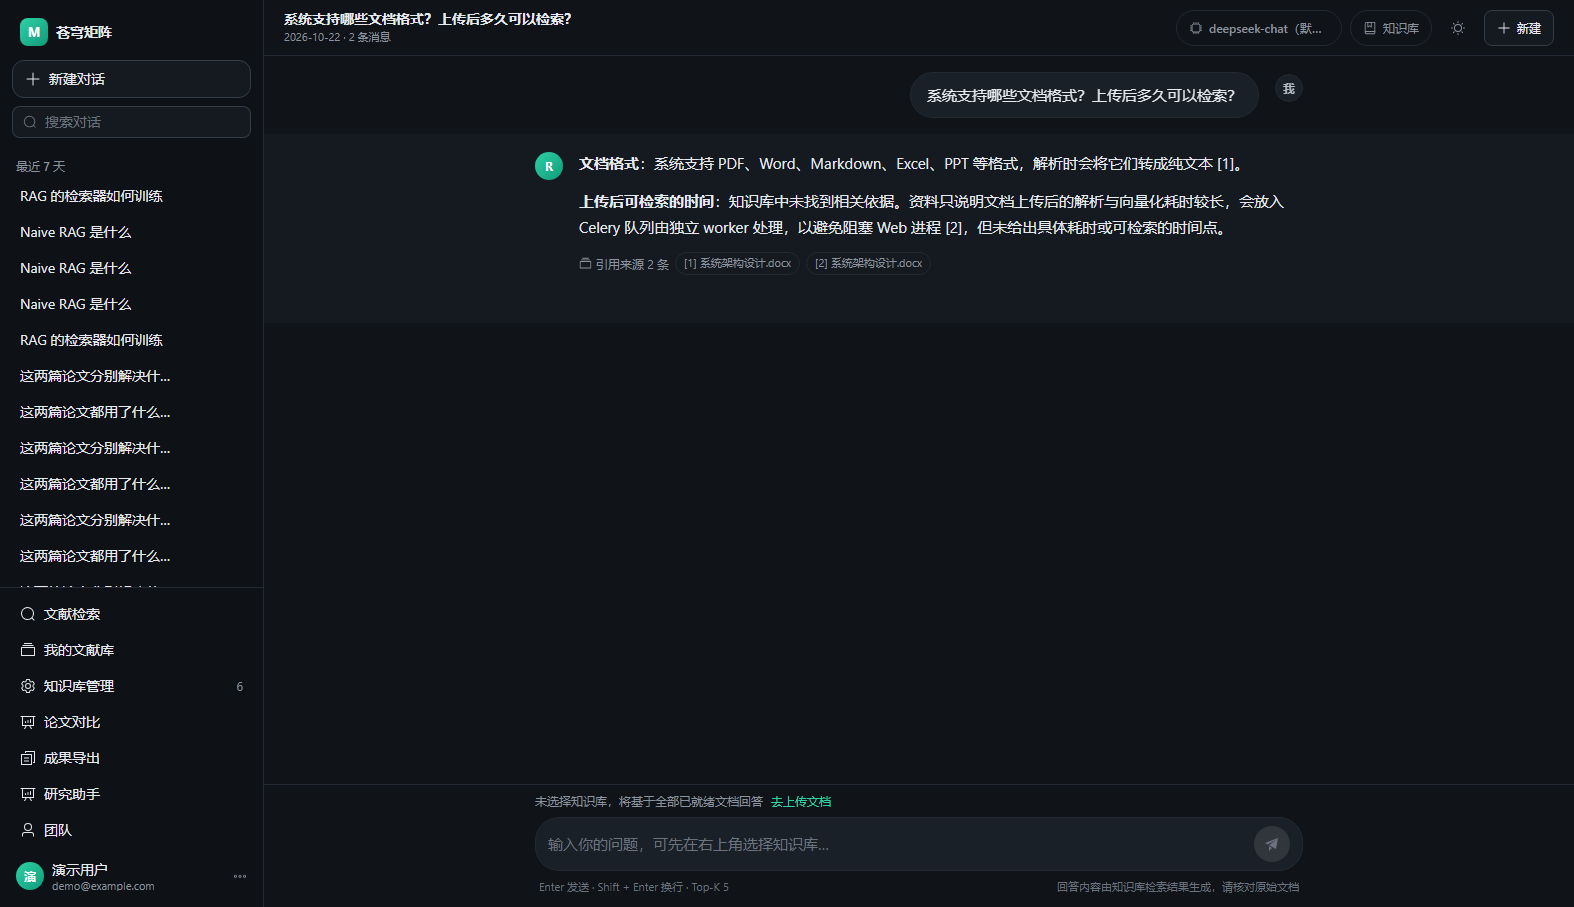 M 苍穹矩阵
新建对话
搜索对话
最近 7 天
RAG 的检索器如何训练
Naive RAG 是什么
Naive RAG 是什么
Naive RAG 是什么
RAG 的检索器如何训练
这两篇论文分别解决什...
这两篇论文都用了什么...
这两篇论文分别解决什...
这两篇论文都用了什么...
这两篇论文分别解决什...
这两篇论文都用了什么...
文献检索
我的文献库
知识库管理 6
论文对比
成果导出
研究助手
团队
演 演示用户
demo@example.com
系统支持哪些文档格式？上传后多久可以检索？
2026-10-22 · 2 条消息
deepseek-chat（默...
知识库
新建
系统支持哪些文档格式？上传后多久可以检索？
我
R
文档格式：系统支持 PDF、Word、Markdown、Excel、PPT 等格式，解析时会将它们转成纯文本 [1]。
上传后可检索的时间：知识库中未找到相关依据。资料只说明文档上传后的解析与向量化耗时较长，会放入
Celery 队列由独立 worker 处理，以避免阻塞 Web 进程 [2]，但未给出具体耗时或可检索的时间点。
引用来源 2 条 [1] 系统架构设计.docx [2] 系统架构设计.docx
未选择知识库，将基于全部已就绪文档回答 去上传文档
输入你的问题，可先在右上角选择知识库...
Enter 发送 · Shift + Enter 换行 · Top-K 5
回答内容由知识库检索结果生成，请核对原始文档